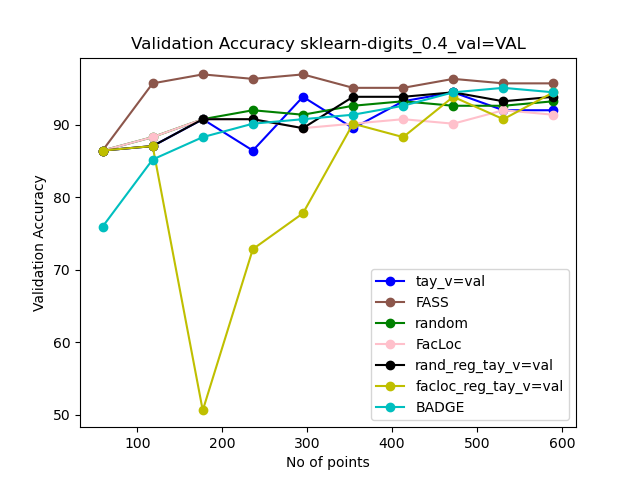 Validation Accuracy sklearn-digits_0.4_val=VAL
Validation Accuracy
90
80
70
60
50
100
200
300
400
500
600
No of points
tay_v=val
FASS
random
FacLoc
rand_reg_tay_v=val
facloc_reg_tay_v=val
BADGE